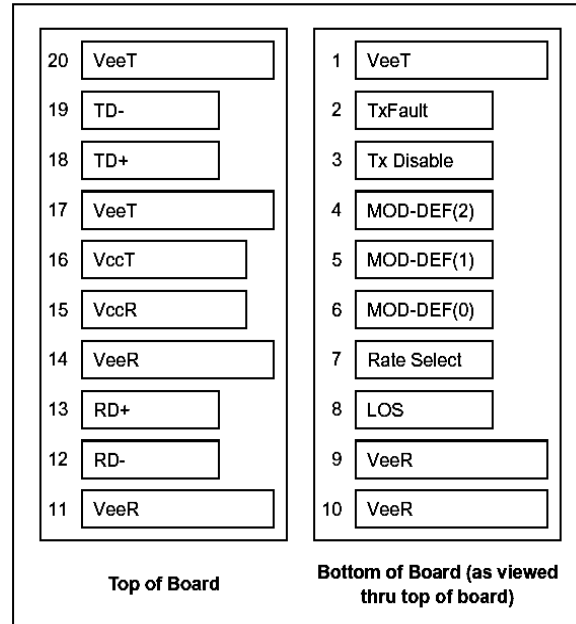 20 VeeT
19 TD-
18 TD+
17 VeeT
16 VccT
15 VccR
14 VeeR
13 RD+
12 RD-
11 VeeR
Top of Board
1 VeeT
2 TxFault
3 Tx Disable
4 MOD-DEF(2)
5 MOD-DEF(1)
6 MOD-DEF(0)
7 Rate Select
8 LOS
9 VeeR
10 VeeR
Bottom of Board (as viewed
thru top of board)